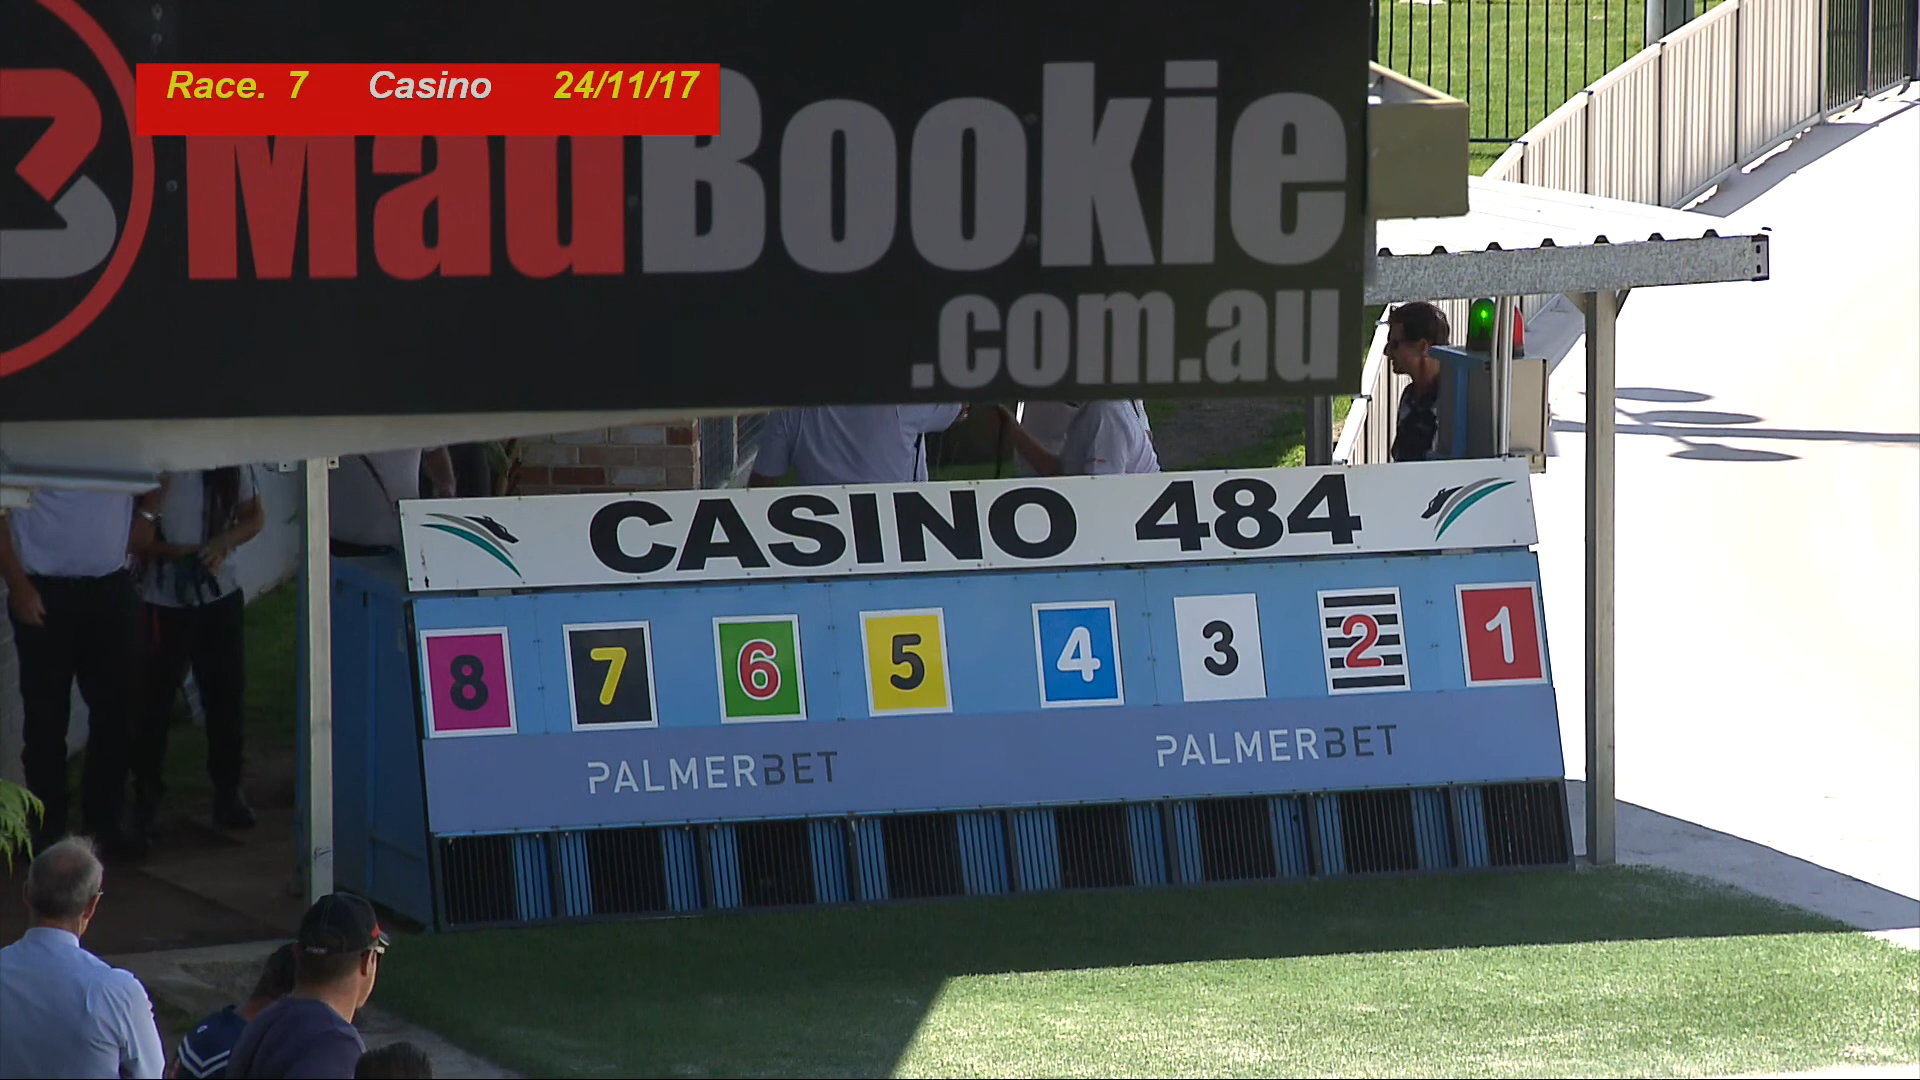 Race. 7 Casino 24/11/17
MadBookie
.com.au
CASINO 484
8 7 6 5 4 3 2 1
PALMERBET PALMERBET